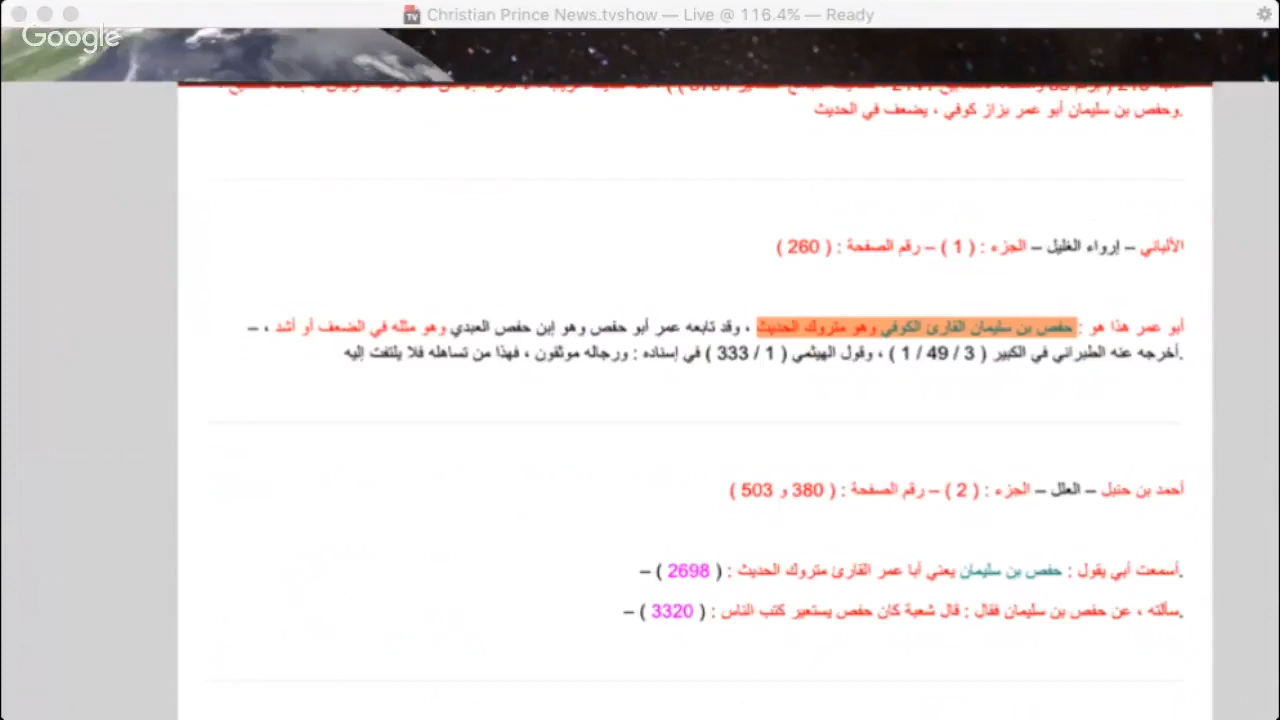 Christian Prince News.tvshow — Live @ 116.4% — Ready
Google
.وحفص بن سليمان أبو عمر بزاز كوفي ، يضعف في الحديث
الألباني – إرواء الغليل – الجزء : ( 1 ) – رقم الصفحة : ( 260 )
أبو عمر هذا هو : حفص بن سليمان القارئ الكوفي وهو متروك الحديث ، وقد تابعه عمر أبو حفص وهو إبن حفص العبدي وهو مثله في الضعف أو أشد ، –
.أخرجه عنه الطبراني في الكبير ( 3 / 49 / 1 ) ، وقول الهيثمي ( 1 / 333 ) في إسناده : ورجاله موثقون ، فهذا من تساهله فلا يلتفت إليه
أحمد بن حنبل – العلل – الجزء : ( 2 ) – رقم الصفحة : ( 380 و 503 )
.أسمعت أبي يقول : حفص بن سليمان يعني أبا عمر القارئ متروك الحديث : ( 2698 ) –
.سألته ، عن حفص بن سليمان فقال : قال شعبة كان حفص يستعير كتب الناس : ( 3320 ) –